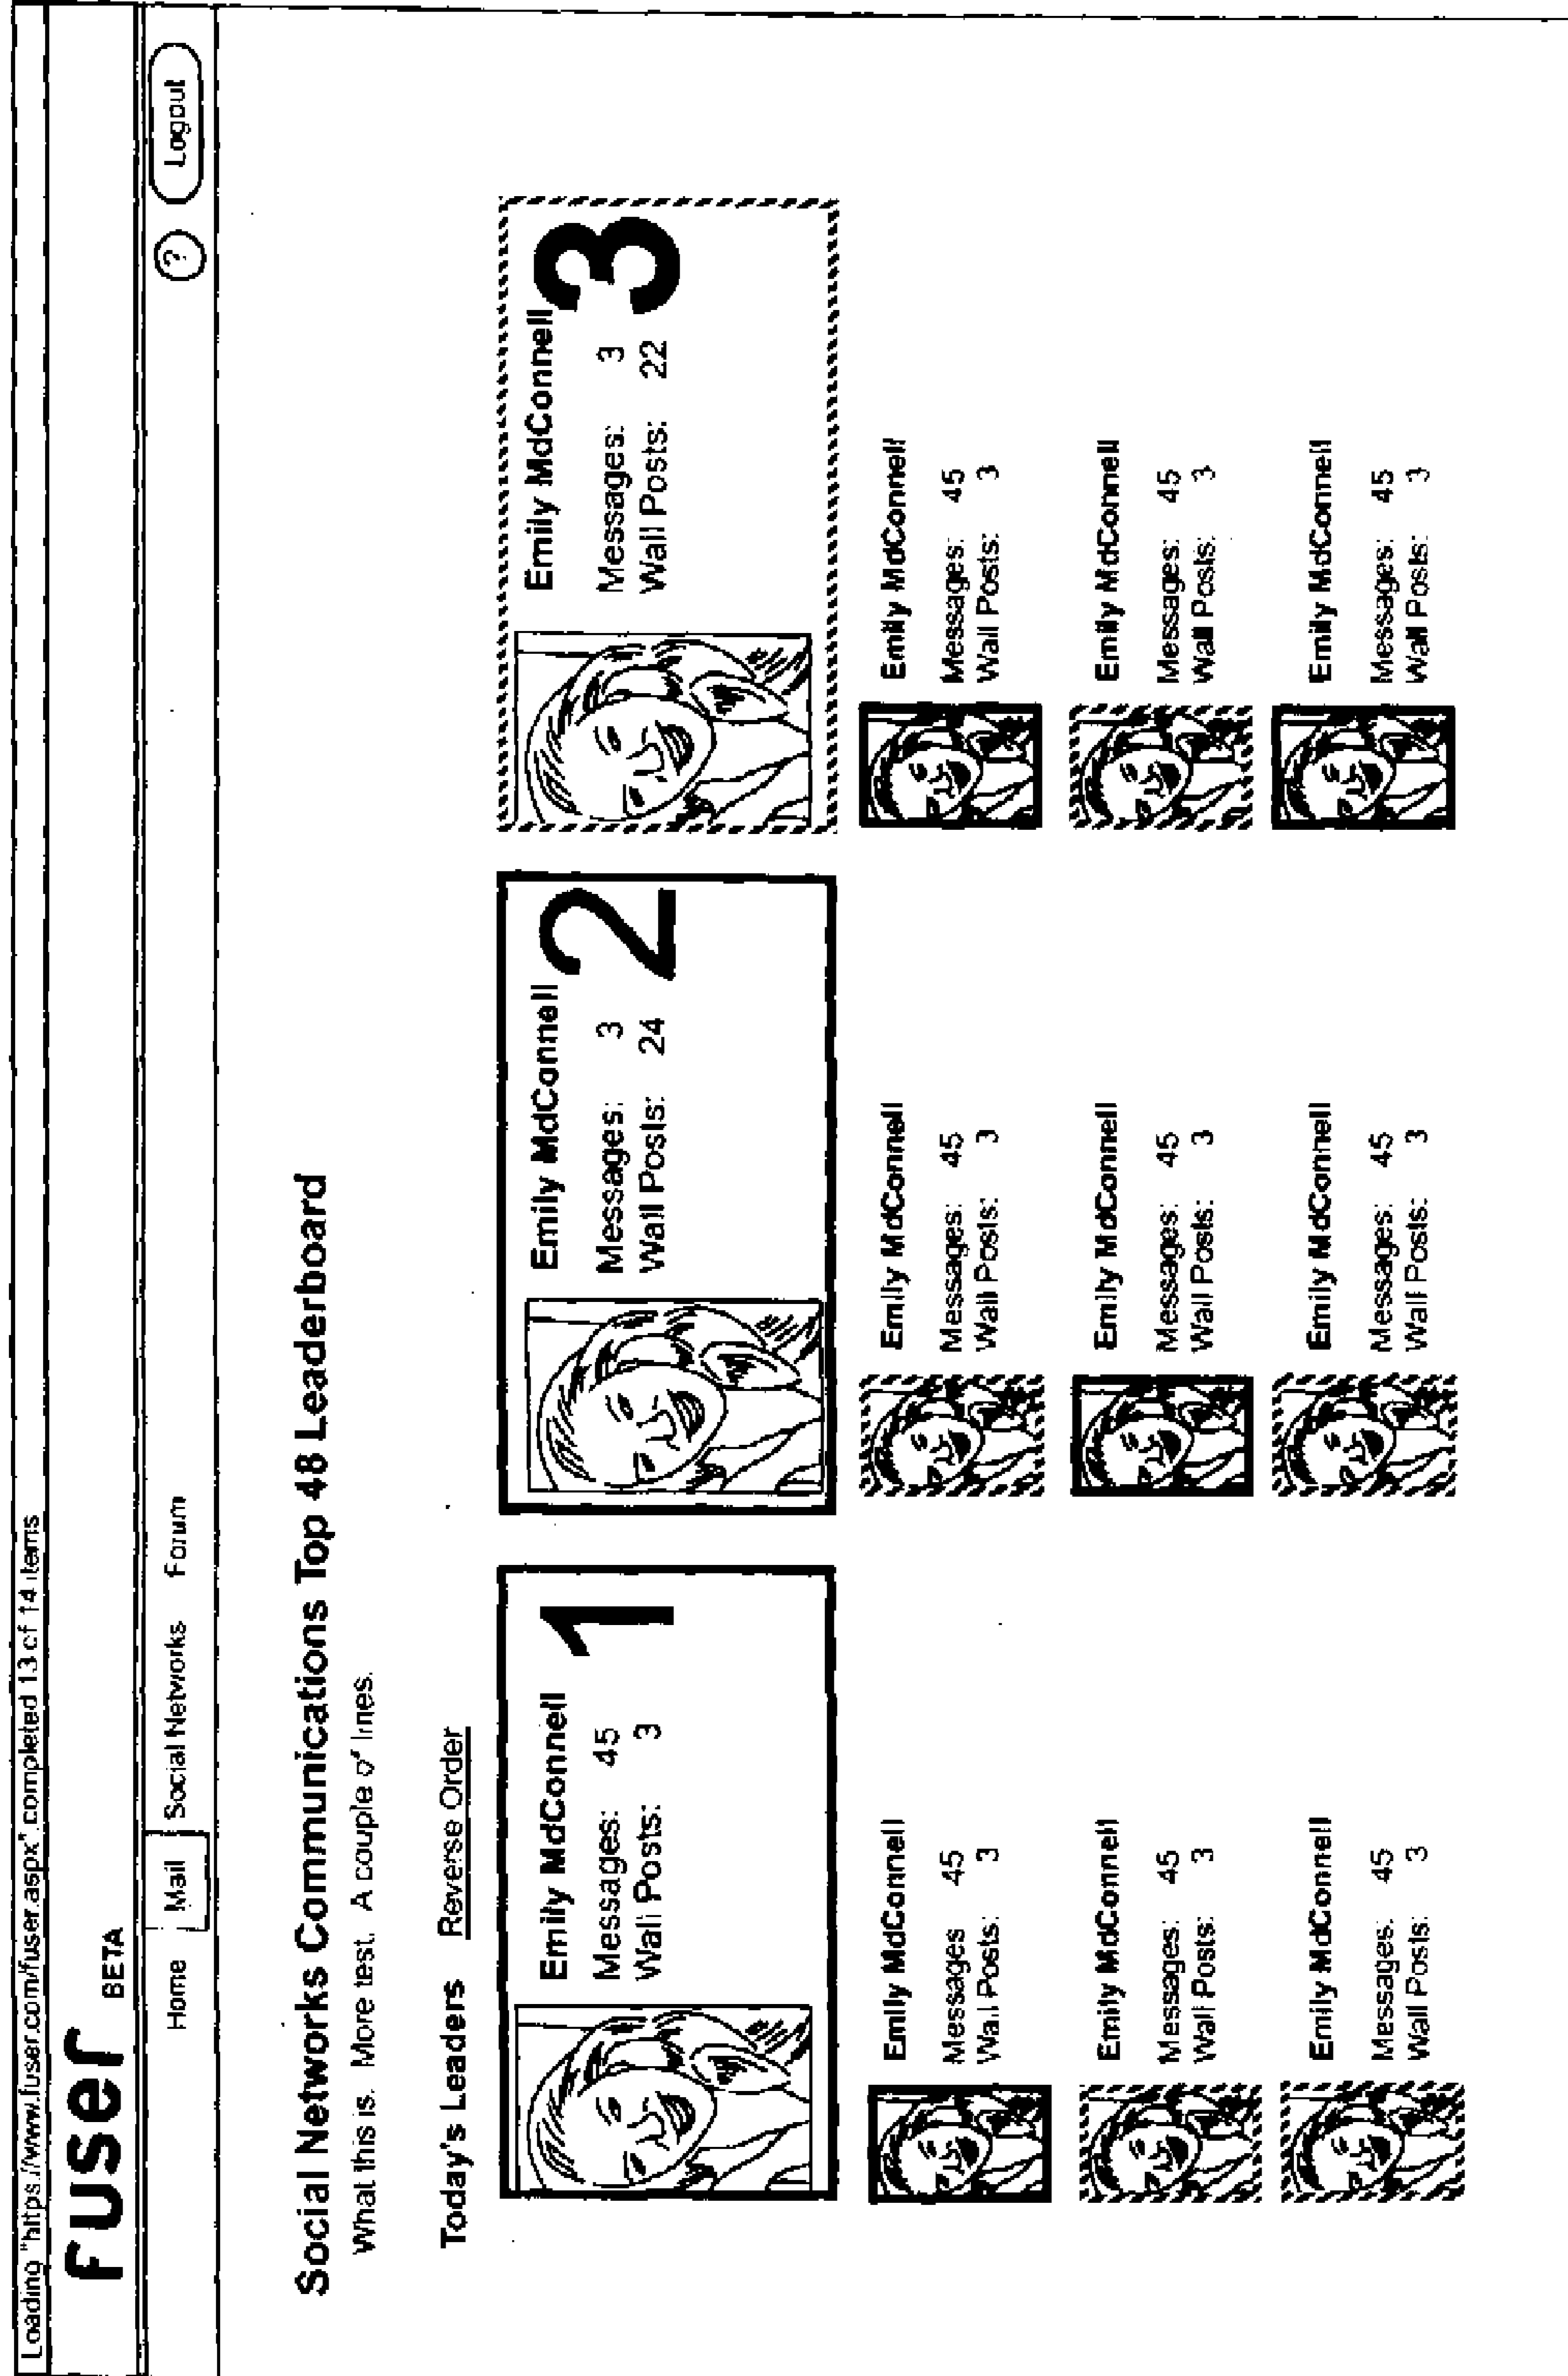 Loading "https://www.fuser.com/fuser.aspx", completed 13 of 14 items
fuser BETA
Home Mail Social Networks Forum ? Logout
Social Networks Communications Top 48 Leaderboard
What this is. More test. A couple of lines.
Today's Leaders Reverse Order
Emily MdConnell 1
Messages: 45
Wall Posts: 3
Emily MdConnell 2
Messages: 3
Wall Posts: 24
Emily MdConnell 3
Messages: 3
Wall Posts: 22
Emily MdConnell
Messages 45
Wall Posts: 3
Emily MdConnell
Messages: 45
Wall Posts: 3
Emily MdConnell
Messages: 45
Wall Posts: 3
Emily MdConnell
Messages: 45
Wall Posts: 3
Emily MdConnell
Messages: 45
Wall Posts: 3
Emily MdConnell
Messages: 45
Wall Posts: 3
Emily MdConnell
Messages: 45
Wall Posts: 3
Emily MdConnell
Messages: 45
Wall Posts: 3
Emily MdConnell
Messages: 45
Wall Posts: 3